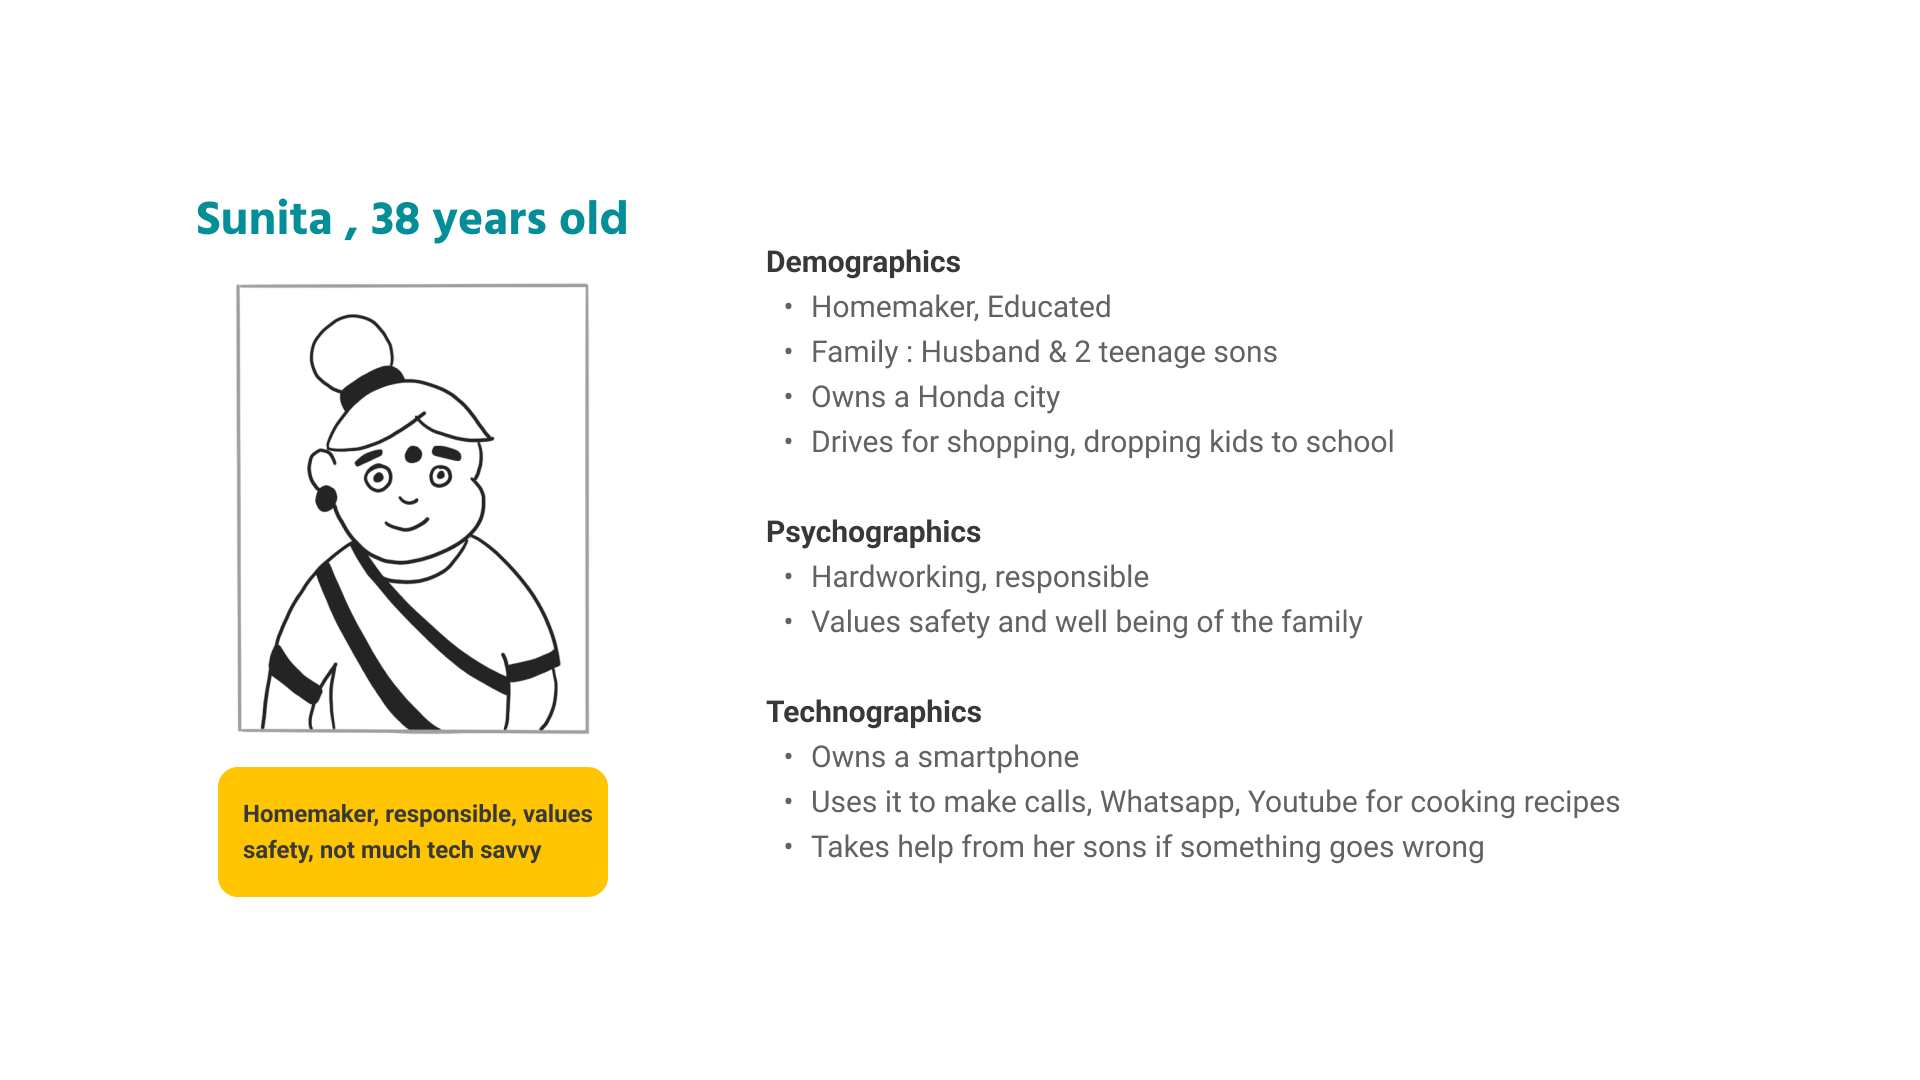 Sunita , 38 years old
Homemaker, responsible, values
safety, not much tech savvy
Demographics
• Homemaker, Educated
• Family : Husband & 2 teenage sons
• Owns a Honda city
• Drives for shopping, dropping kids to school
Psychographics
• Hardworking, responsible
• Values safety and well being of the family
Technographics
• Owns a smartphone
• Uses it to make calls, Whatsapp, Youtube for cooking recipes
• Takes help from her sons if something goes wrong